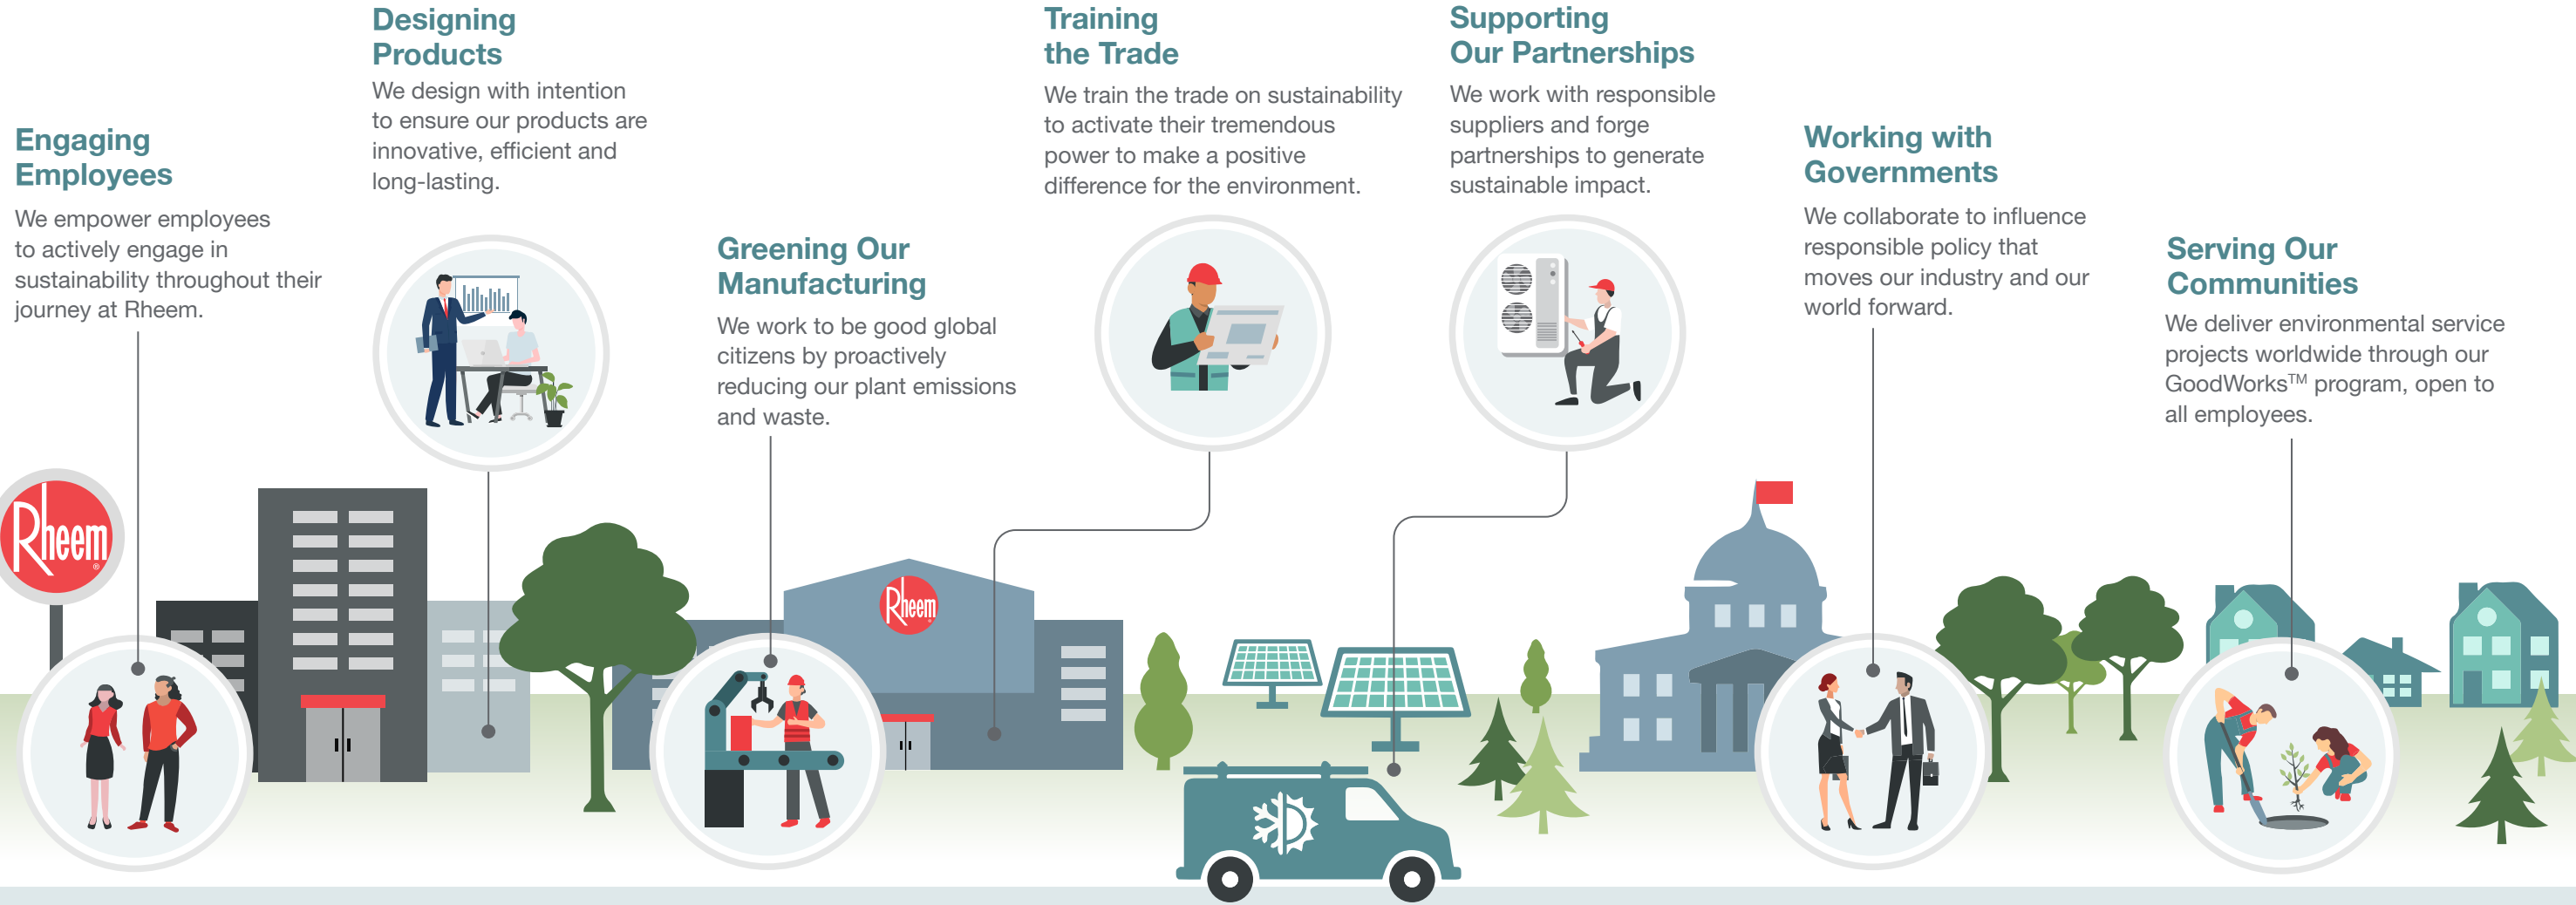 Engaging
Employees
We empower employees
to actively engage in
sustainability throughout their
journey at Rheem.
Designing
Products
We design with intention
to ensure our products are
innovative, efficient and
long-lasting.
Greening Our
Manufacturing
We work to be good global
citizens by proactively
reducing our plant emissions
and waste.
Training
the Trade
We train the trade on sustainability
to activate their tremendous
power to make a positive
difference for the environment.
Supporting
Our Partnerships
We work with responsible
suppliers and forge
partnerships to generate
sustainable impact.
Working with
Governments
We collaborate to influence
responsible policy that
moves our industry and our
world forward.
Serving Our
Communities
We deliver environmental service
projects worldwide through our
GoodWorks™ program, open to
all employees.
Rheem®
Rheem